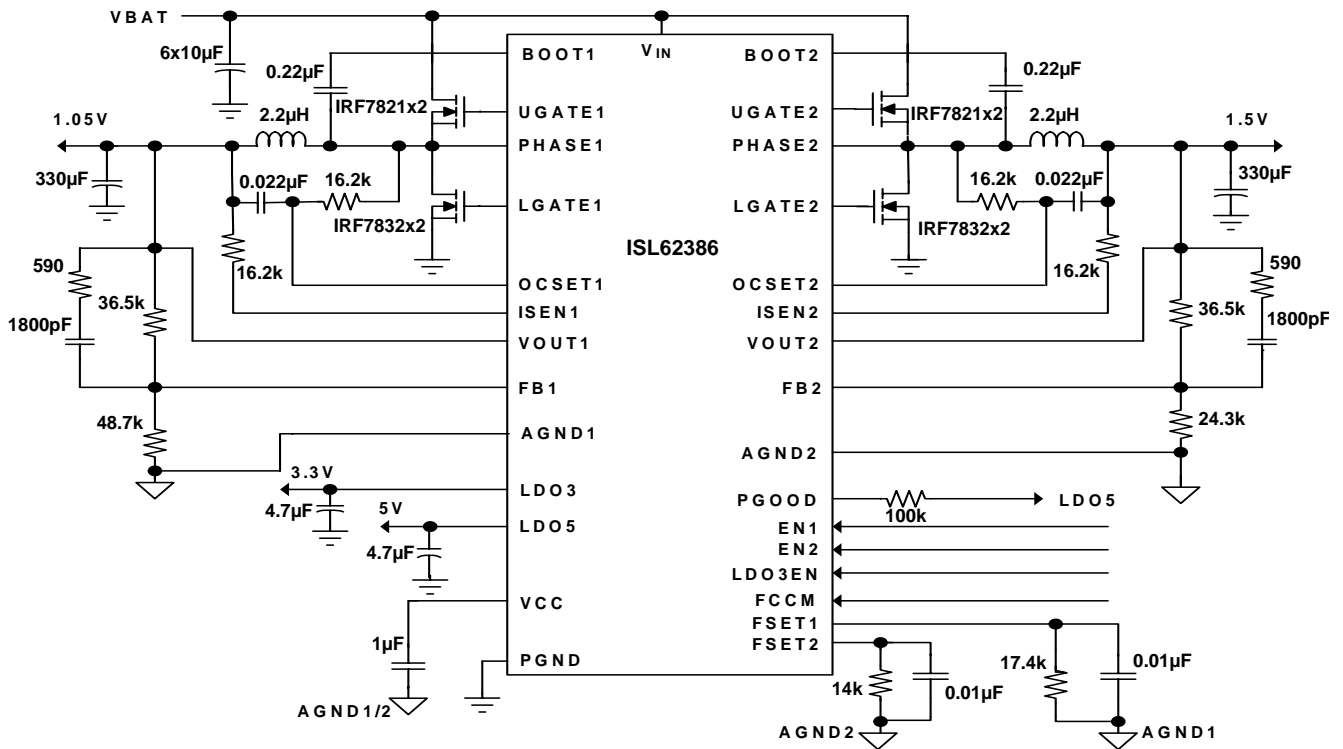 VBAT
6x10µF
0.22µF
BOOT1
VIN
BOOT2
0.22µF
IRF7821x2
UGATE1
UGATE2
IRF7821x2
1.05V
2.2µH
PHASE1
PHASE2
2.2µH
1.5V
330µF
0.022µF
16.2k
LGATE1
LGATE2
16.2k
0.022µF
330µF
IRF7832x2
IRF7832x2
ISL62386
590
16.2k
16.2k
590
36.5k
OCSET1
OCSET2
36.5k
1800pF
ISEN1
ISEN2
1800pF
VOUT1
VOUT2
FB1
FB2
48.7k
24.3k
AGND1
AGND2
3.3V
LDO3
PGOOD
100k
LDO5
4.7µF
5V
LDO5
EN1
4.7µF
EN2
LDO3EN
VCC
FCCM
FSET1
1µF
FSET2
PGND
14k
0.01µF
17.4k
0.01µF
AGND1/2
AGND2
AGND1